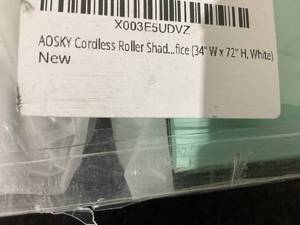 X003E5UDVZ
AOSKY Cordless Roller Shad...fice (34" W x 72" H, White)
New